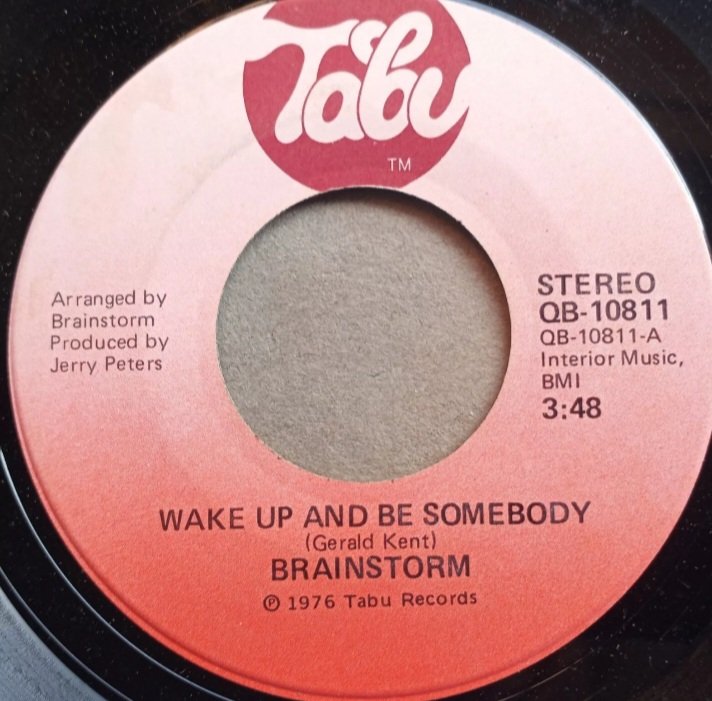 Tabu
TM
Arranged by
Brainstorm
Produced by
Jerry Peters
STEREO
QB-10811
QB-10811-A
Interior Music,
BMI
3:48
WAKE UP AND BE SOMEBODY
(Gerald Kent)
BRAINSTORM
℗ 1976 Tabu Records